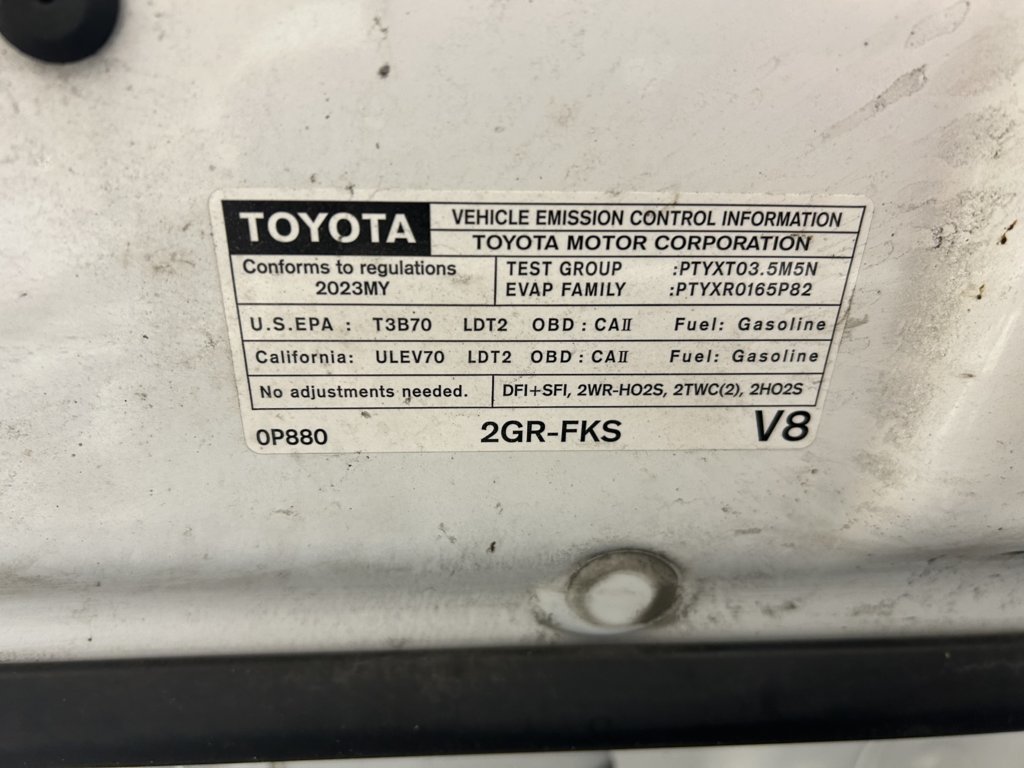 TOYOTA
VEHICLE EMISSION CONTROL INFORMATION
TOYOTA MOTOR CORPORATION
Conforms to regulations
2023MY
TEST GROUP :PTYXT03.5M5N
EVAP FAMILY :PTYXR0165P82
U.S.EPA : T3B70 LDT2 OBD : CAII Fuel: Gasoline
California: ULEV70 LDT2 OBD : CAII Fuel: Gasoline
No adjustments needed.
DFI+SFI, 2WR-HO2S, 2TWC(2), 2HO2S
0P880
2GR-FKS
V8